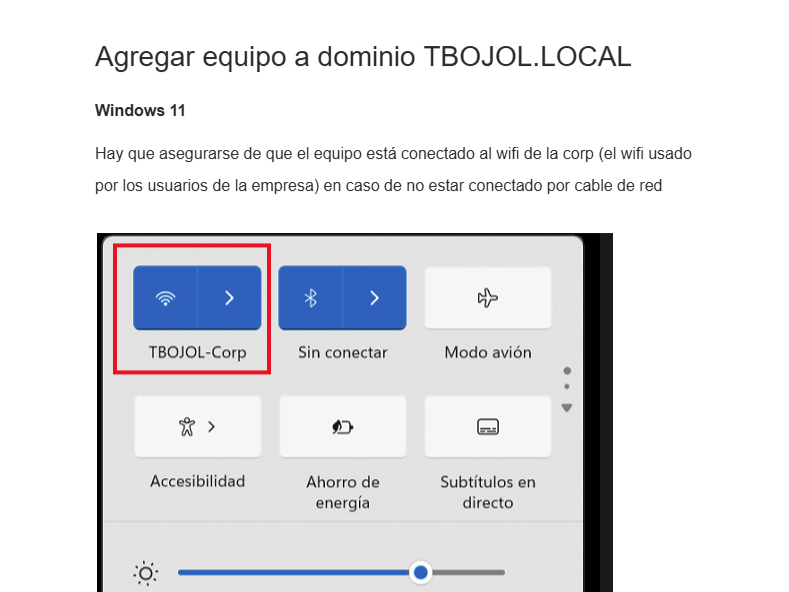 Agregar equipo a dominio TBOJOL.LOCAL
Windows 11
Hay que asegurarse de que el equipo está conectado al wifi de la corp (el wifi usado
por los usuarios de la empresa) en caso de no estar conectado por cable de red
TBOJOL-Corp
Sin conectar
Modo avión
Accesibilidad
Ahorro de
energía
Subtítulos en
directo